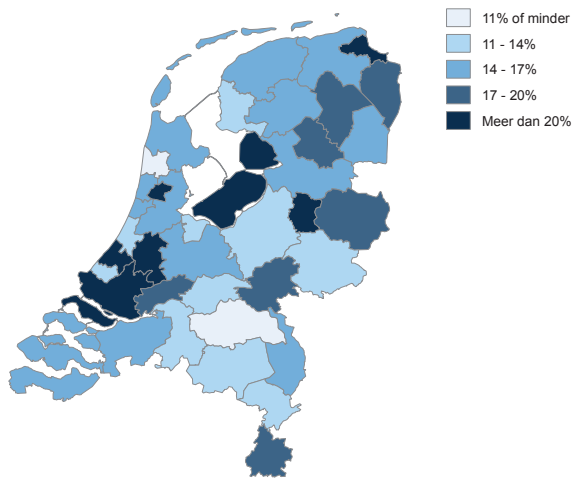 11% of minder
11 - 14%
14 - 17%
17 - 20%
Meer dan 20%